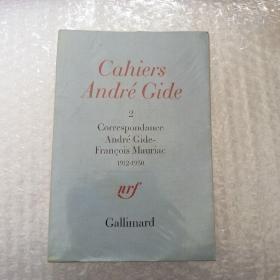 Cahiers
André Gide
2
Correspondance
André Gide-
François Mauriac
1912-1950
nrf
Gallimard